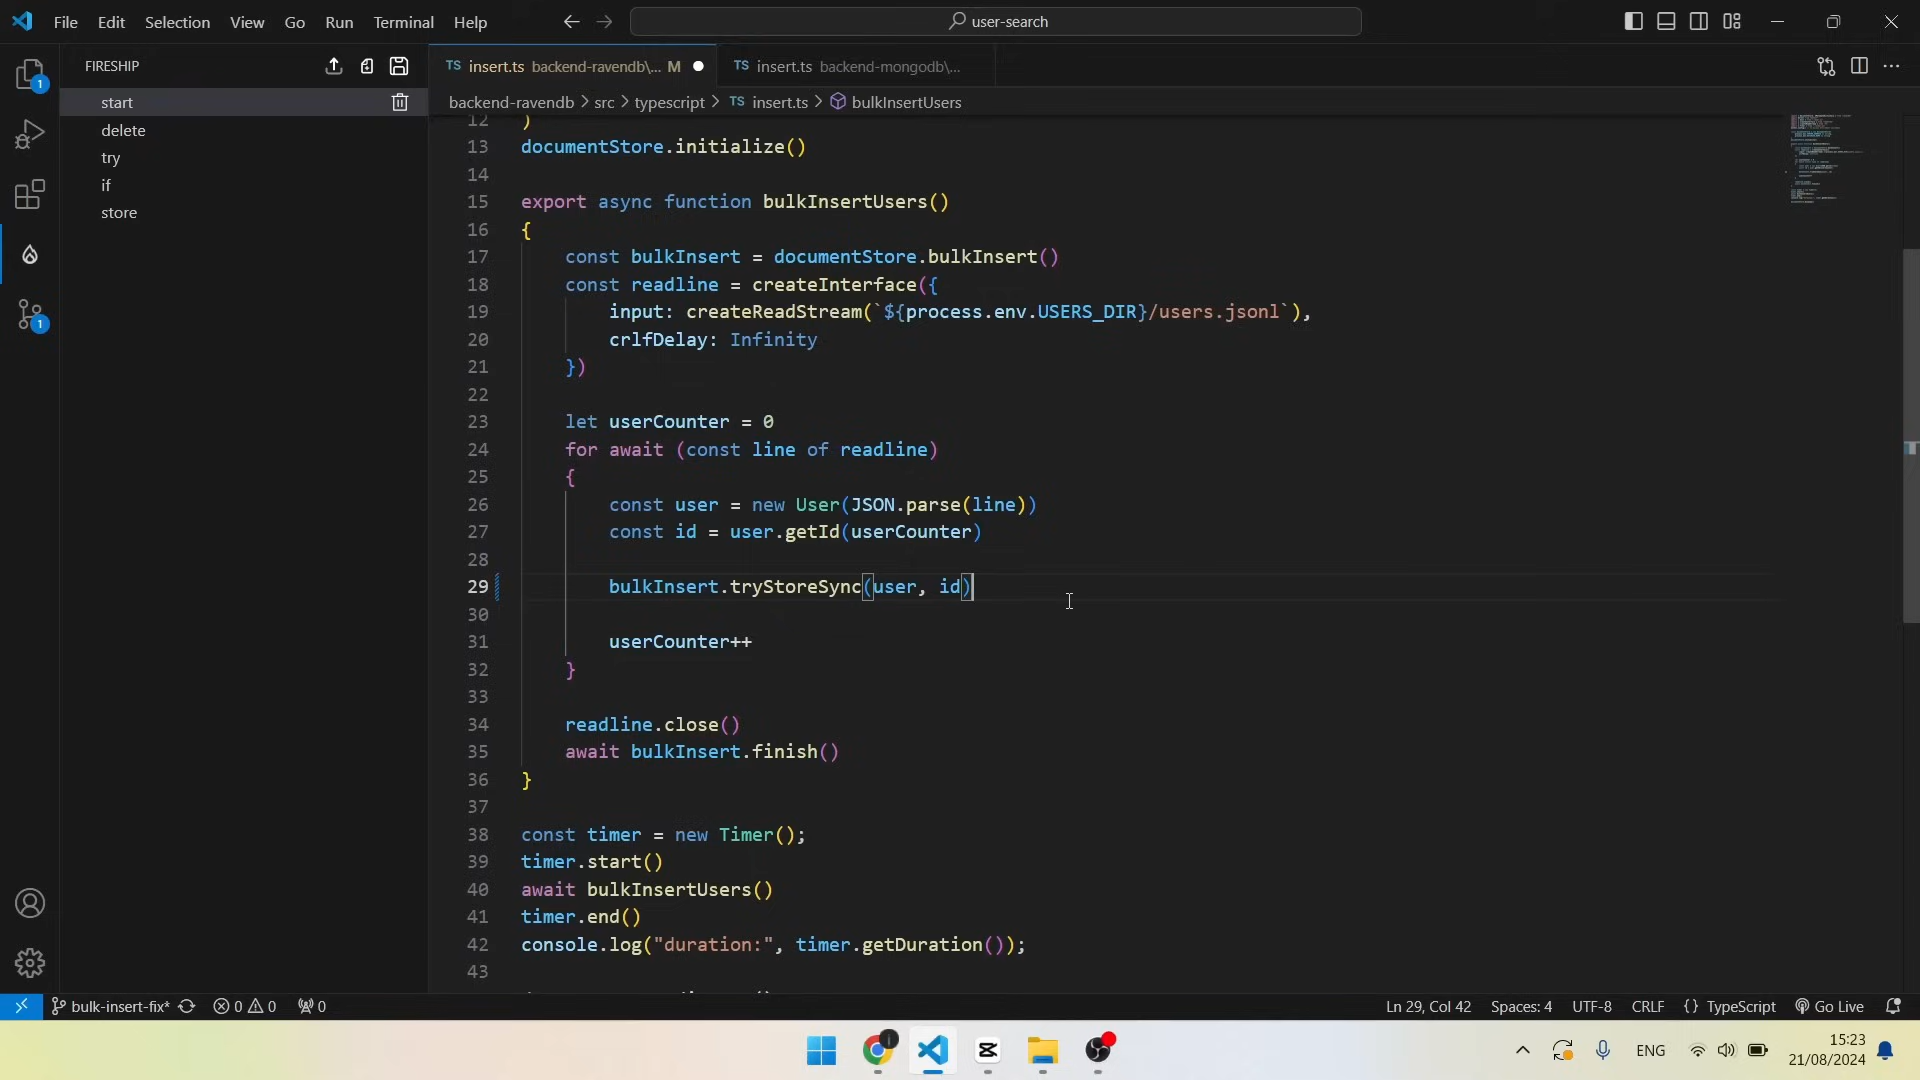 File Edit Selection View Go Run Terminal Help
user-search
FIRESHIP
start
delete
try
if
store
TS insert.ts backend-ravendb\... M
TS insert.ts backend-mongodb\...
backend-ravendb > src > typescript > TS insert.ts > bulkInsertUsers
12 )
13 documentStore.initialize()
14
15 export async function bulkInsertUsers()
16 {
17 const bulkInsert = documentStore.bulkInsert()
18 const readline = createInterface({
19 input: createReadStream(`${process.env.USERS_DIR}/users.jsonl`),
20 crlfDelay: Infinity
21 })
22
23 let userCounter = 0
24 for await (const line of readline)
25 {
26 const user = new User(JSON.parse(line))
27 const id = user.getId(userCounter)
28
29 bulkInsert.tryStoreSync(user, id)
30
31 userCounter++
32 }
33
34 readline.close()
35 await bulkInsert.finish()
36 }
37
38 const timer = new Timer();
39 timer.start()
40 await bulkInsertUsers()
41 timer.end()
42 console.log("duration:", timer.getDuration());
43
1
1
bulk-insert-fix* 0 0 0
Ln 29, Col 42 Spaces: 4 UTF-8 CRLF {} TypeScript Go Live
ENG
15:23
21/08/2024